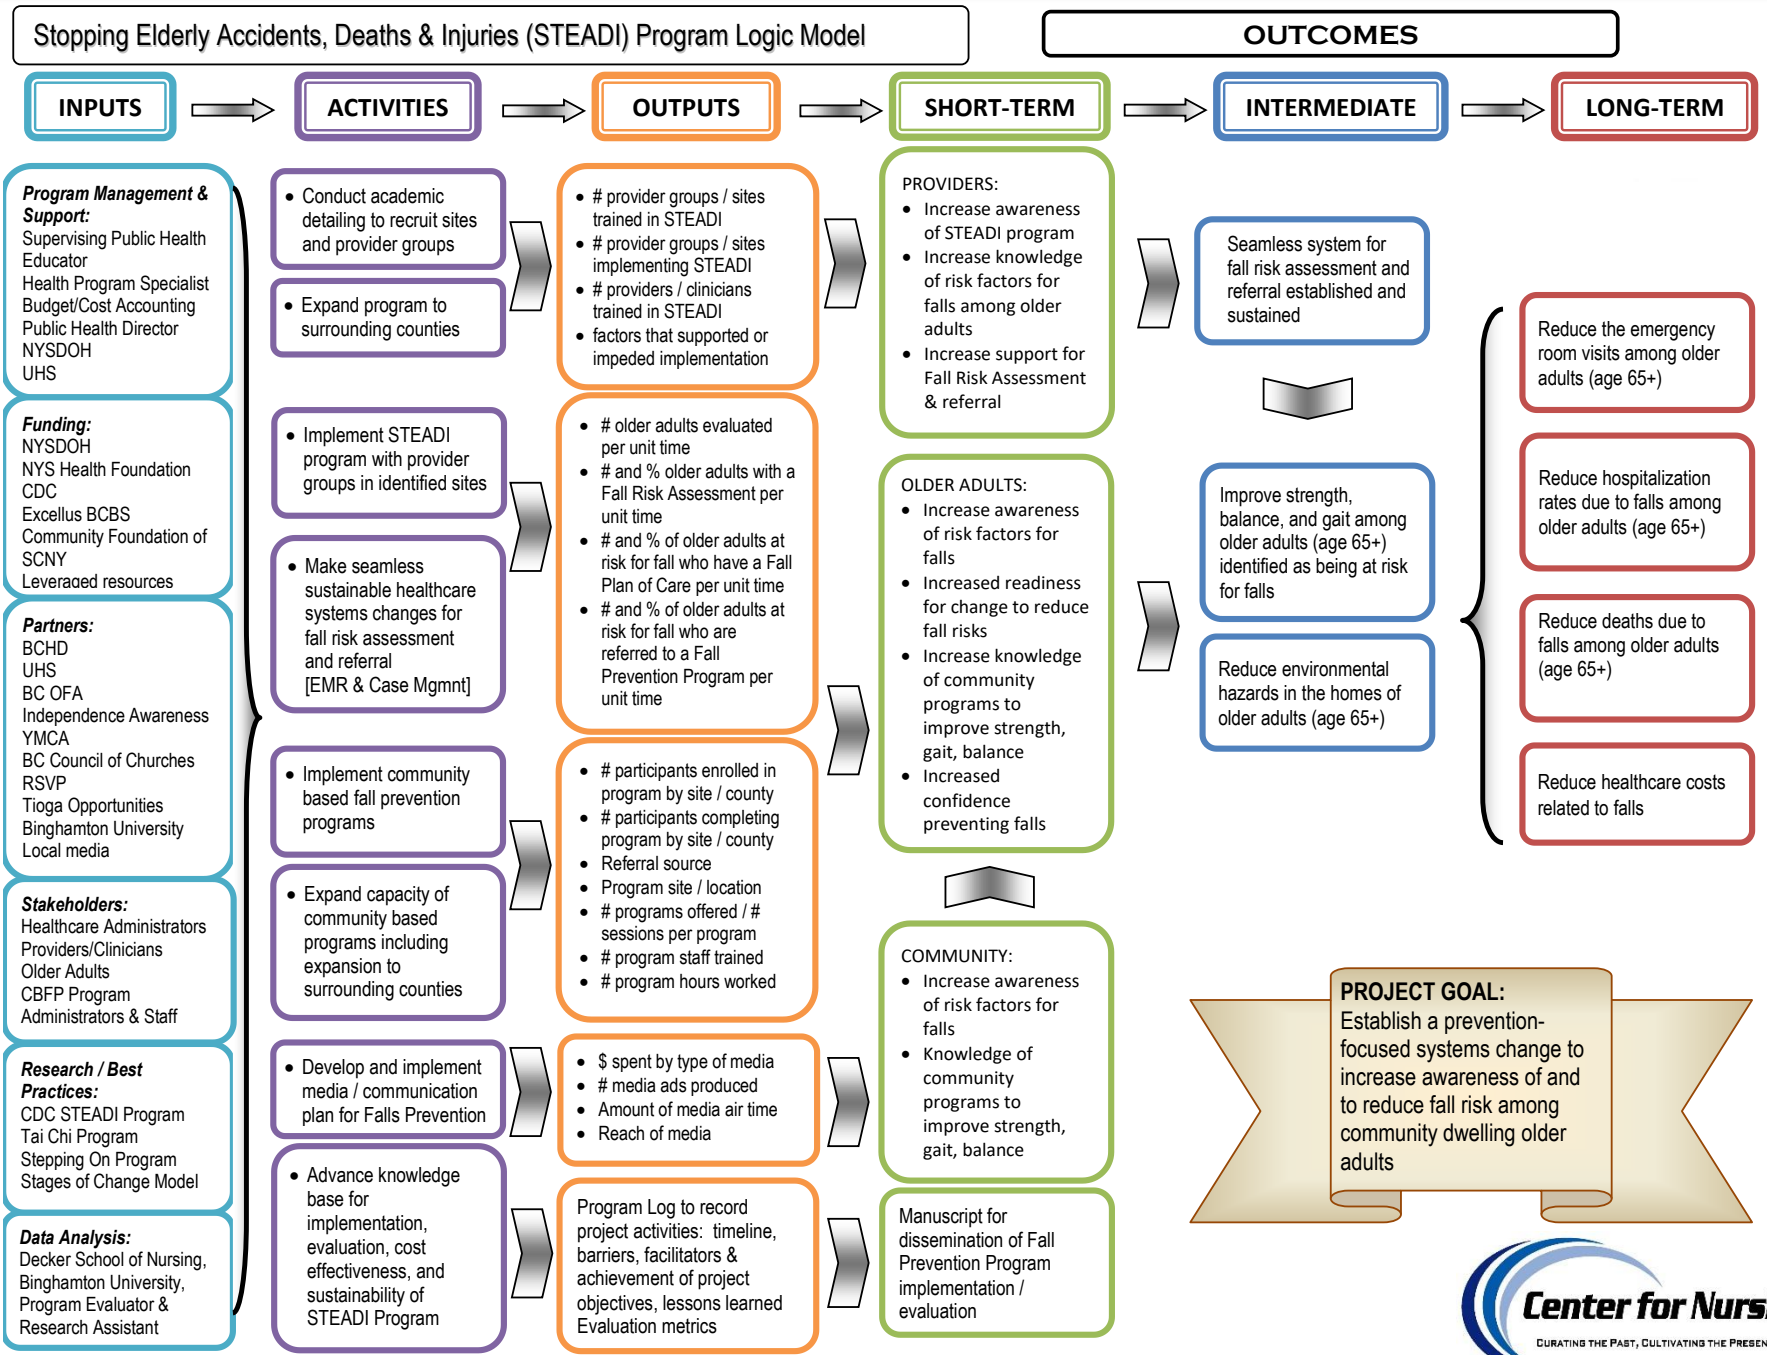 Stopping Elderly Accidents, Deaths & Injuries (STEADI) Program Logic Model
OUTCOMES
INPUTS
ACTIVITIES
OUTPUTS
SHORT-TERM
INTERMEDIATE
LONG-TERM
Program Management &
Support:
Supervising Public Health
Educator
Health Program Specialist
Budget/Cost Accounting
Public Health Director
NYSDOH
UHS
Funding:
NYSDOH
NYS Health Foundation
CDC
Excellus BCBS
Community Foundation of
SCNY
Leveraged resources
Partners:
BCHD
UHS
BC OFA
Independence Awareness
YMCA
BC Council of Churches
RSVP
Tioga Opportunities
Binghamton University
Local media
Stakeholders:
Healthcare Administrators
Providers/Clinicians
Older Adults
CBFP Program
Administrators & Staff
Research / Best
Practices:
CDC STEADI Program
Tai Chi Program
Stepping On Program
Stages of Change Model
Data Analysis:
Decker School of Nursing,
Binghamton University,
Program Evaluator &
Research Assistant
• Conduct academic
detailing to recruit sites
and provider groups
• Expand program to
surrounding counties
• Implement STEADI
program with provider
groups in identified sites
• Make seamless
sustainable healthcare
systems changes for
fall risk assessment
and referral
[EMR & Case Mgmnt]
• Implement community
based fall prevention
programs
• Expand capacity of
community based
programs including
expansion to
surrounding counties
• Develop and implement
media / communication
plan for Falls Prevention
• Advance knowledge
base for
implementation,
evaluation, cost
effectiveness, and
sustainability of
STEADI Program
• # provider groups / sites
trained in STEADI
• # provider groups / sites
implementing STEADI
• # providers / clinicians
trained in STEADI
• factors that supported or
impeded implementation
• # older adults evaluated
per unit time
• # and % older adults with a
Fall Risk Assessment per
unit time
• # and % of older adults at
risk for fall who have a Fall
Plan of Care per unit time
• # and % of older adults at
risk for fall who are
referred to a Fall
Prevention Program per
unit time
• # participants enrolled in
program by site / county
• # participants completing
program by site / county
• Referral source
• Program site / location
• # programs offered / #
sessions per program
• # program staff trained
• # program hours worked
• $ spent by type of media
• # media ads produced
• Amount of media air time
• Reach of media
Program Log to record
project activities: timeline,
barriers, facilitators &
achievement of project
objectives, lessons learned
Evaluation metrics
PROVIDERS:
• Increase awareness
of STEADI program
• Increase knowledge
of risk factors for
falls among older
adults
• Increase support for
Fall Risk Assessment
& referral
OLDER ADULTS:
• Increase awareness
of risk factors for
falls
• Increased readiness
for change to reduce
fall risks
• Increase knowledge
of community
programs to
improve strength,
gait, balance
• Increased
confidence
preventing falls
COMMUNITY:
• Increase awareness
of risk factors for
falls
• Knowledge of
community
programs to
improve strength,
gait, balance
Manuscript for
dissemination of Fall
Prevention Program
implementation /
evaluation
Seamless system for
fall risk assessment and
referral established and
sustained
Improve strength,
balance, and gait among
older adults (age 65+)
identified as being at risk
for falls
Reduce environmental
hazards in the homes of
older adults (age 65+)
Reduce the emergency
room visits among older
adults (age 65+)
Reduce hospitalization
rates due to falls among
older adults (age 65+)
Reduce deaths due to
falls among older adults
(age 65+)
Reduce healthcare costs
related to falls
PROJECT GOAL:
Establish a prevention-
focused systems change to
increase awareness of and
to reduce fall risk among
community dwelling older
adults
Center for Nurs
CURATING THE PAST, CULTIVATING THE PRESEN